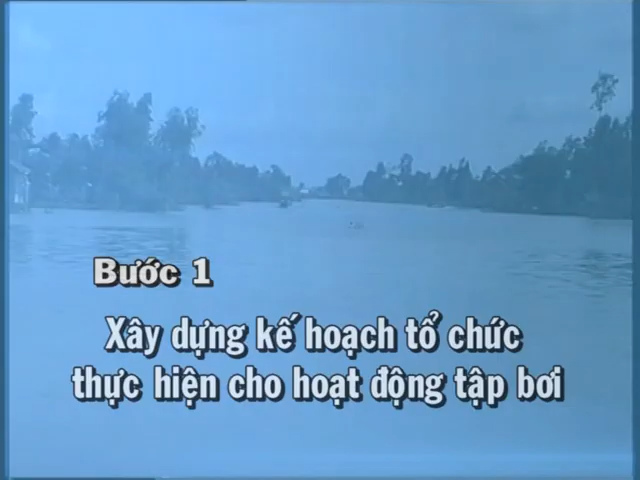 Bước 1
Xây dựng kế hoạch tổ chức
thực hiện cho hoạt động tập bơi